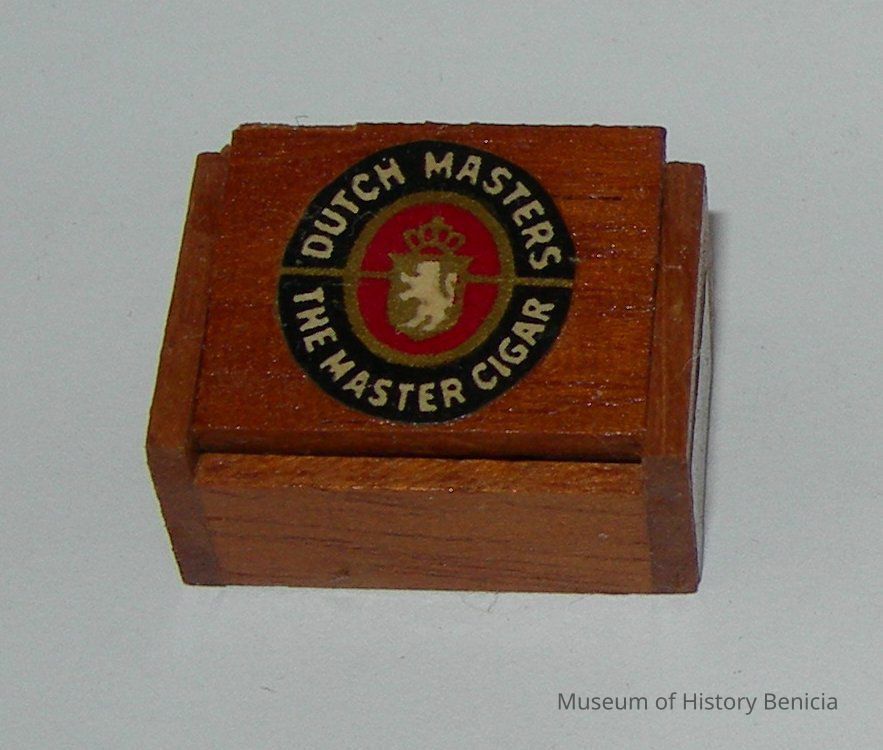 DUTCH MASTERS
THE MASTER CIGAR
Museum of History Benicia